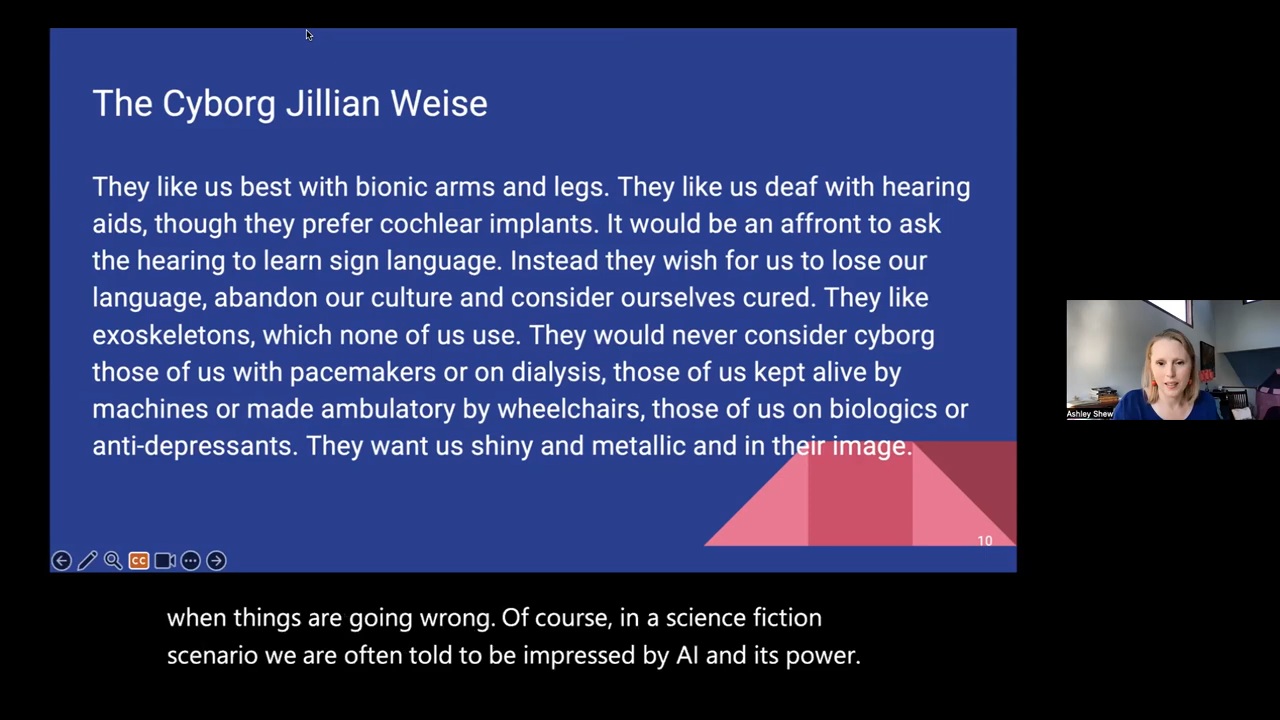 The Cyborg Jillian Weise
They like us best with bionic arms and legs. They like us deaf with hearing
aids, though they prefer cochlear implants. It would be an affront to ask
the hearing to learn sign language. Instead they wish for us to lose our
language, abandon our culture and consider ourselves cured. They like
exoskeletons, which none of us use. They would never consider cyborg
those of us with pacemakers or on dialysis, those of us kept alive by
machines or made ambulatory by wheelchairs, those of us on biologics or
anti-depressants. They want us shiny and metallic and in their image.
10
CC
Ashley Shew
when things are going wrong. Of course, in a science fiction
scenario we are often told to be impressed by AI and its power.